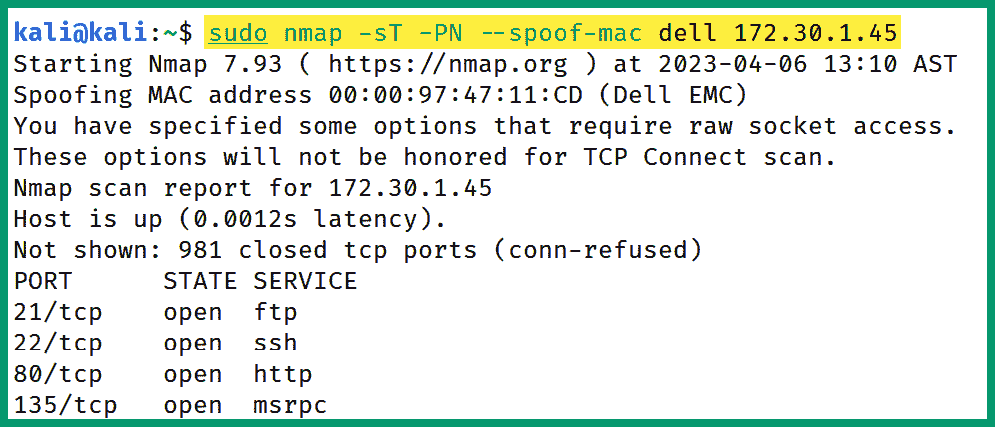 kali@kali:~$ sudo nmap -sT -PN --spoof-mac dell 172.30.1.45
Starting Nmap 7.93 ( https://nmap.org ) at 2023-04-06 13:10 AST
Spoofing MAC address 00:00:97:47:11:CD (Dell EMC)
You have specified some options that require raw socket access.
These options will not be honored for TCP Connect scan.
Nmap scan report for 172.30.1.45
Host is up (0.0012s latency).
Not shown: 981 closed tcp ports (conn-refused)
PORT    STATE SERVICE
21/tcp    open  ftp
22/tcp    open  ssh
80/tcp    open  http
135/tcp   open  msrpc